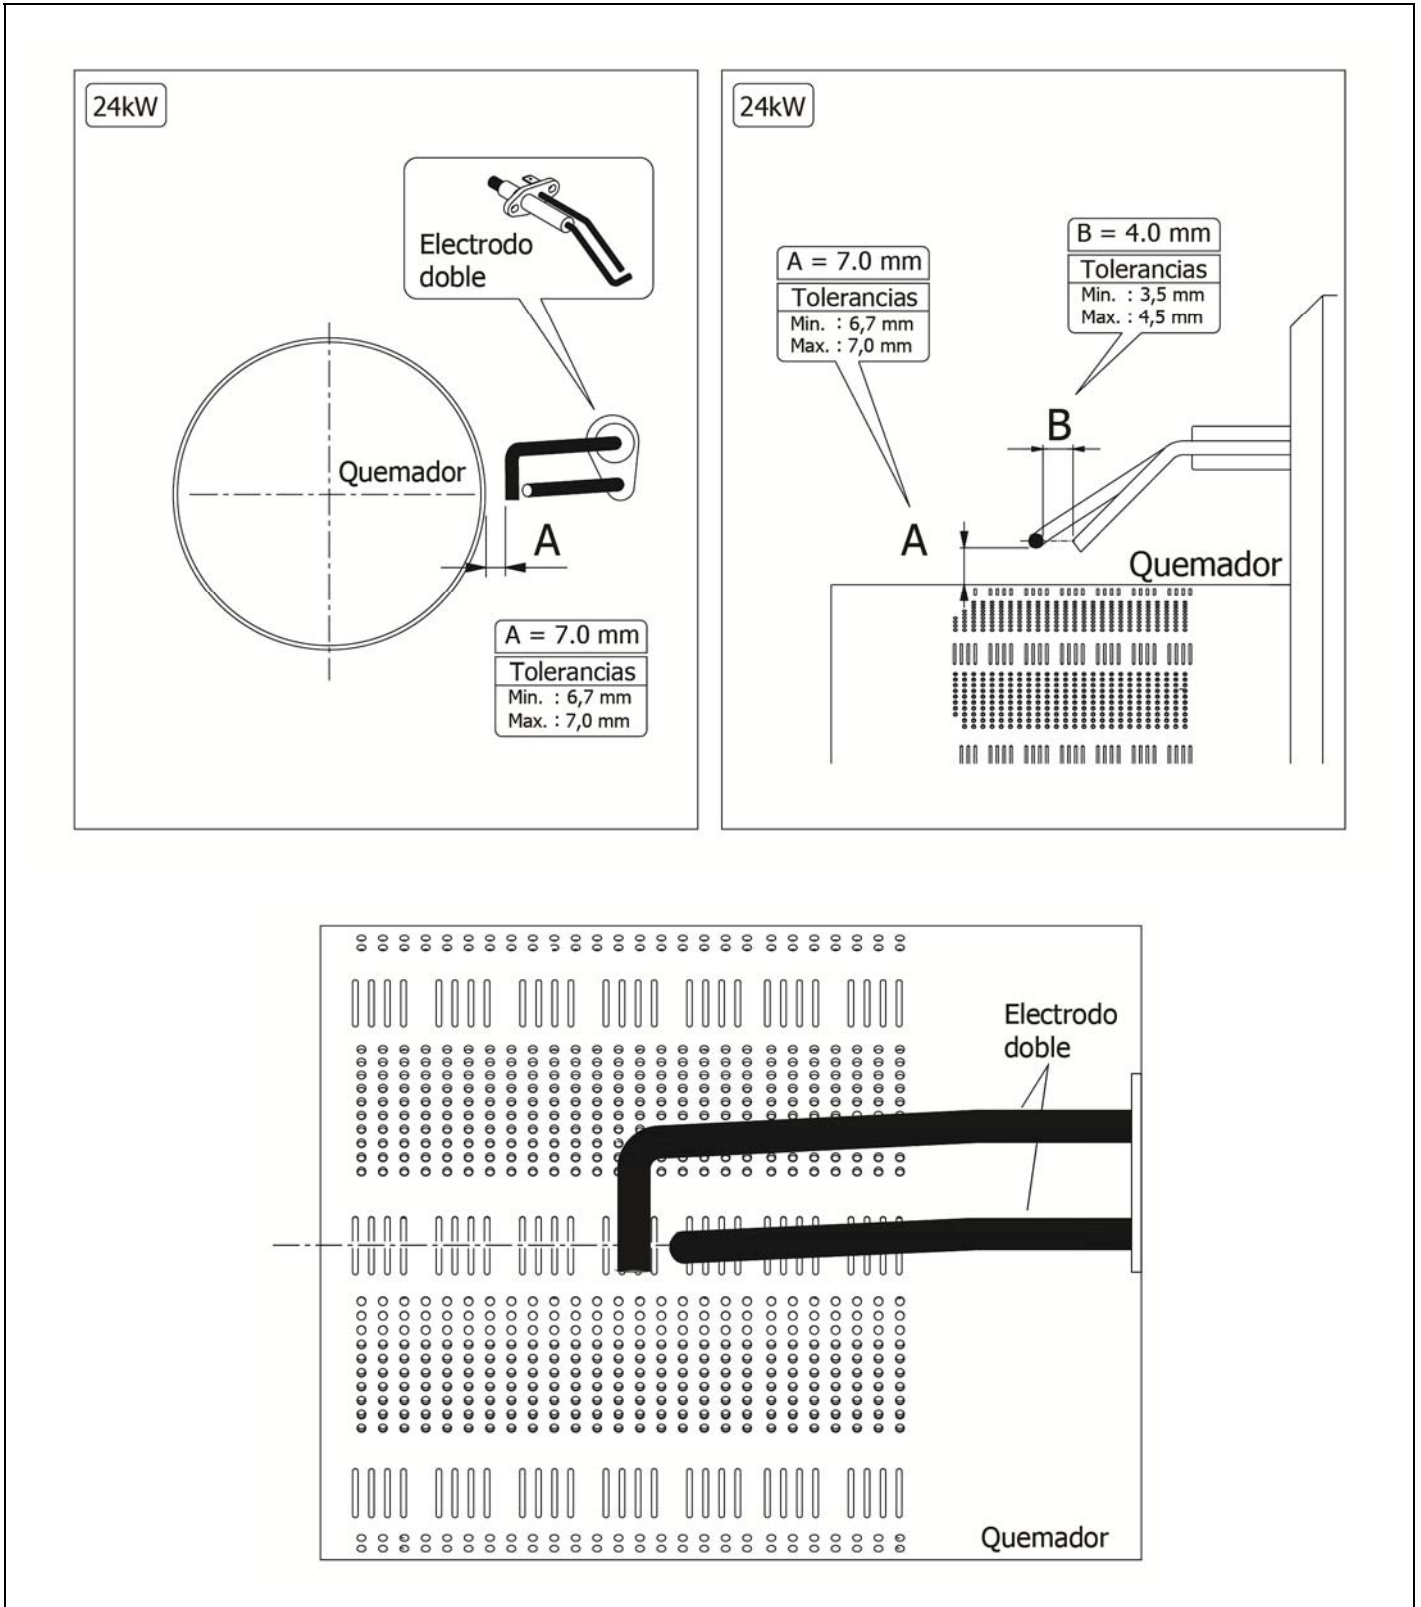 24kW
Electrodo
doble
Quemador
A
A = 7.0 mm
Tolerancias
Min. : 6,7 mm
Max. : 7,0 mm
24kW
A = 7.0 mm
Tolerancias
Min. : 6,7 mm
Max. : 7,0 mm
B = 4.0 mm
Tolerancias
Min. : 3,5 mm
Max. : 4,5 mm
B
A
Quemador
Electrodo
doble
Quemador